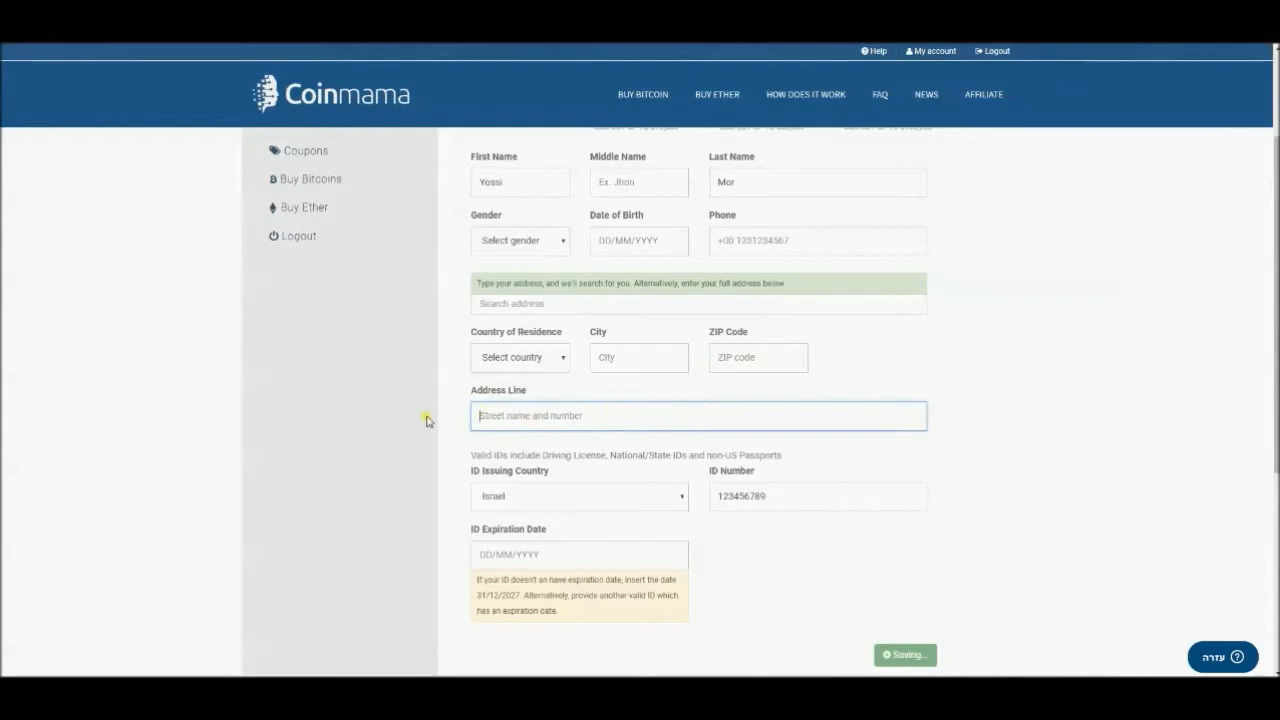 Help My account Logout
Coinmama BUY BITCOIN BUY ETHER HOW DOES IT WORK FAQ NEWS AFFILIATE
Coupons
Buy Bitcoins
Buy Ether
Logout
First Name Middle Name Last Name
Yossi Ex. Jhon Mor
Gender Date of Birth Phone
Select gender DD/MM/YYYY +00 1231234567
Type your address, and we'll search for you. Alternatively, enter your full address below
Search address
Country of Residence City ZIP Code
Select country City ZIP code
Address Line
Street name and number
Valid IDs include Driving License, National/State IDs and non-US Passports
ID Issuing Country ID Number
Israel 123456789
ID Expiration Date
DD/MM/YYYY
If your ID doesn't an have expiration date, insert the date
31/12/2027. Alternatively, provide another valid ID which
has an expiration date.
Saving...
עזרה